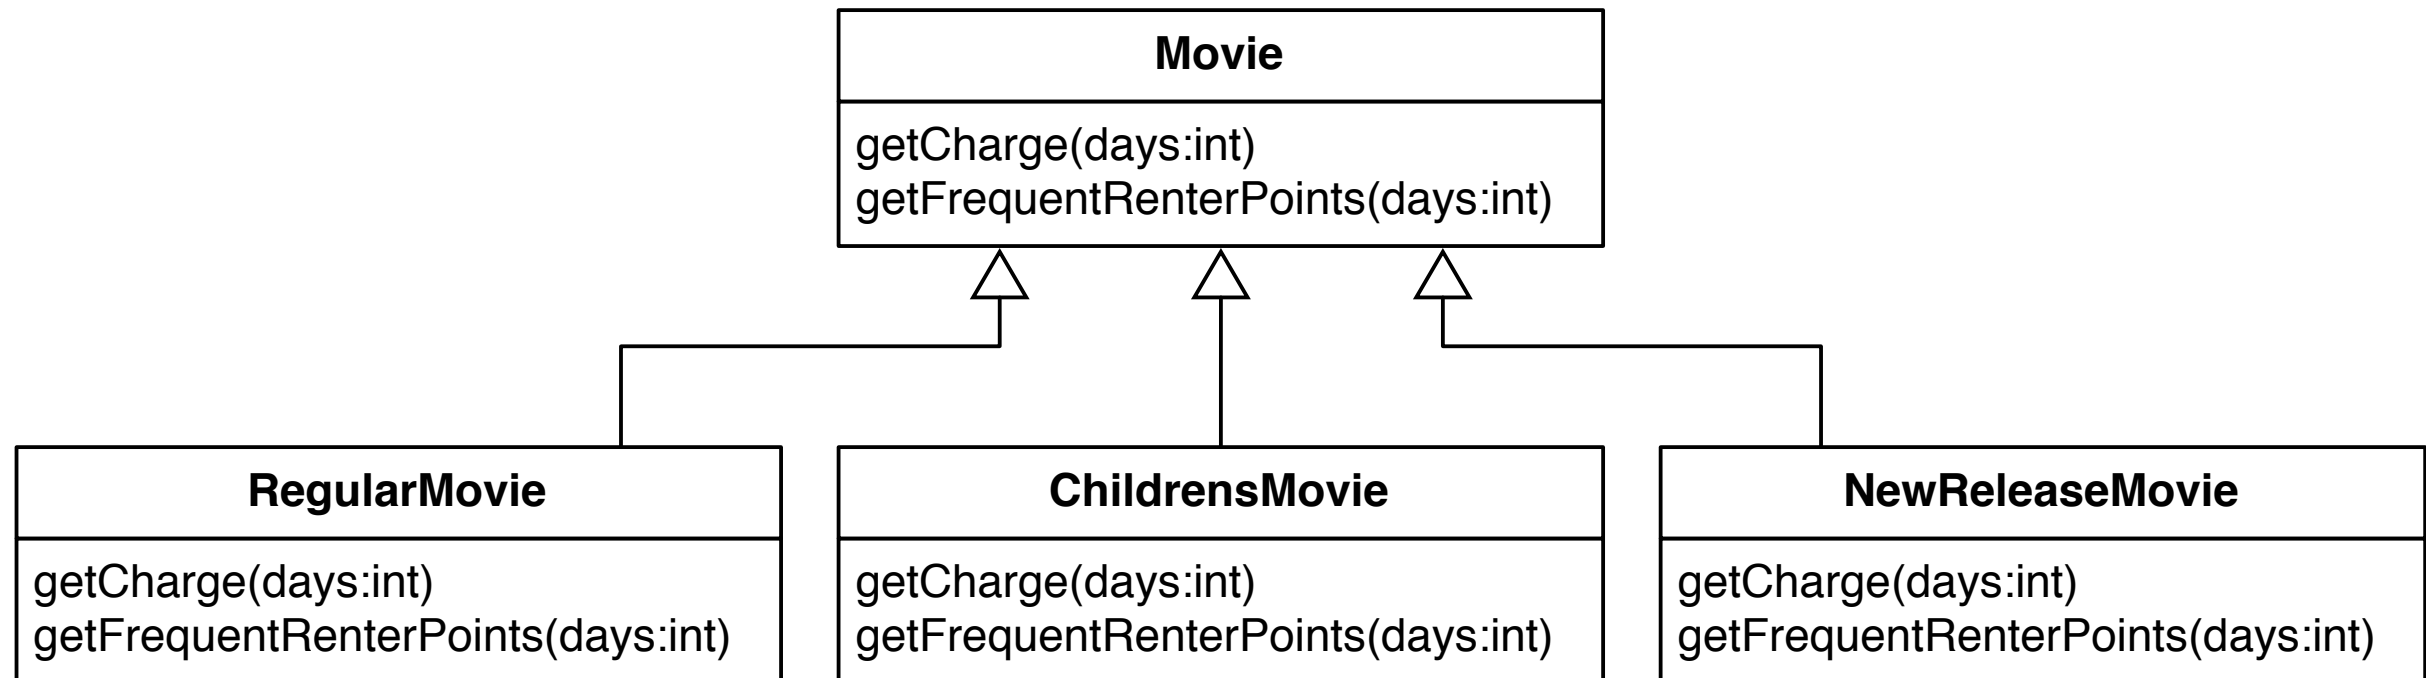 Movie
getCharge(days:int)
getFrequentRenterPoints(days:int)
RegularMovie
getCharge(days:int)
getFrequentRenterPoints(days:int)
ChildrensMovie
getCharge(days:int)
getFrequentRenterPoints(days:int)
NewReleaseMovie
getCharge(days:int)
getFrequentRenterPoints(days:int)